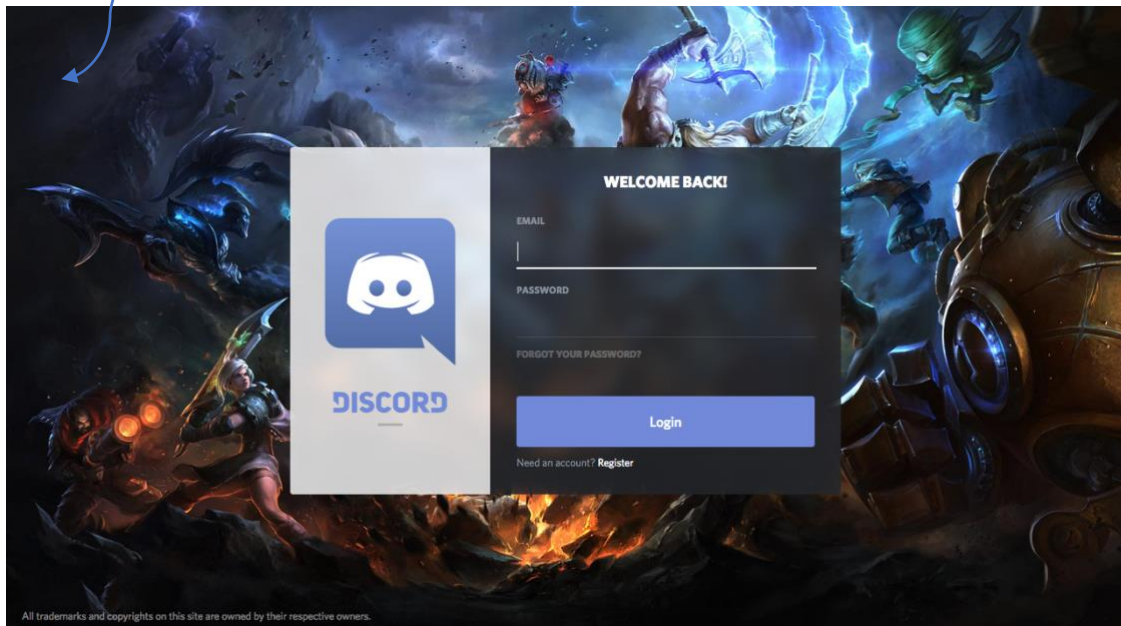 WELCOME BACK!
EMAIL
PASSWORD
FORGOT YOUR PASSWORD?
DISCORD
Login
Need an account? Register
All trademarks and copyrights on this site are owned by their respective owners.